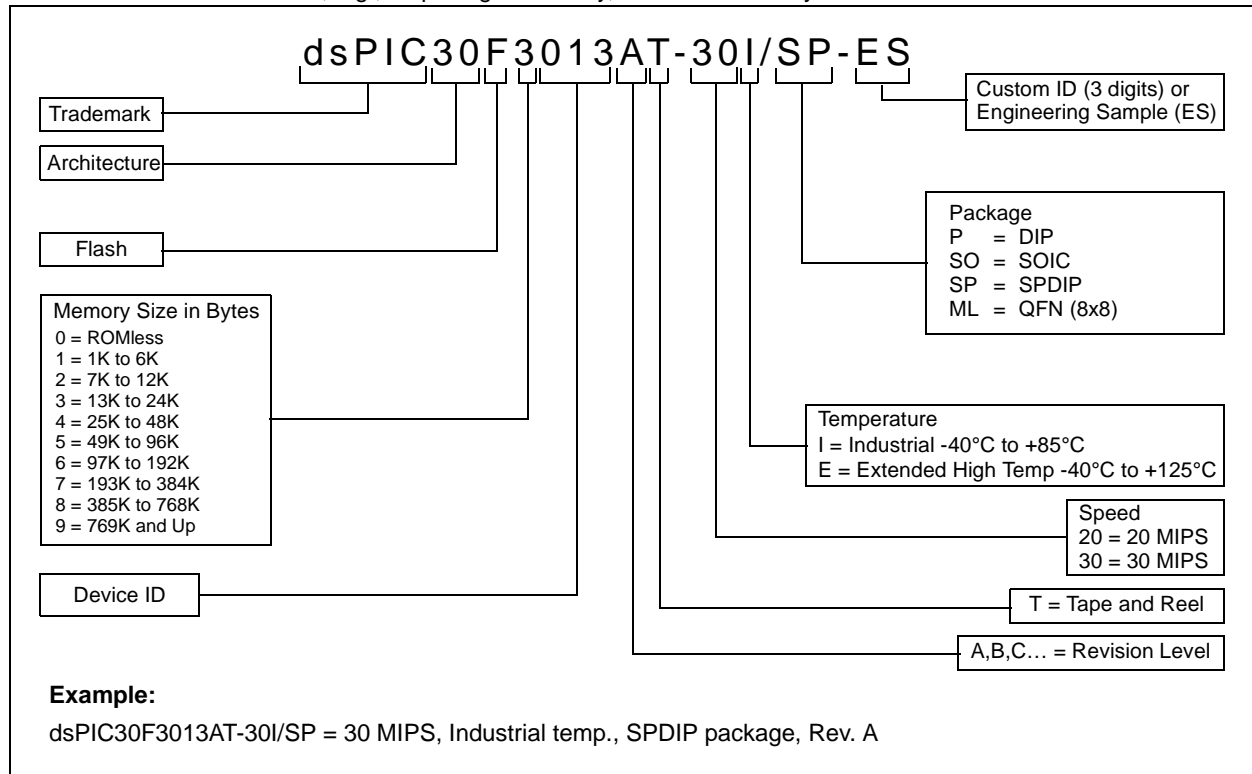 dsPIC30F3013AT-30I/SP-ES
Trademark
Architecture
Flash
Memory Size in Bytes
0 = ROMless
1 = 1K to 6K
2 = 7K to 12K
3 = 13K to 24K
4 = 25K to 48K
5 = 49K to 96K
6 = 97K to 192K
7 = 193K to 384K
8 = 385K to 768K
9 = 769K and Up
Device ID
Custom ID (3 digits) or
Engineering Sample (ES)
Package
P = DIP
SO = SOIC
SP = SPDIP
ML = QFN (8x8)
Temperature
I = Industrial -40°C to +85°C
E = Extended High Temp -40°C to +125°C
Speed
20 = 20 MIPS
30 = 30 MIPS
T = Tape and Reel
A,B,C… = Revision Level
Example:
dsPIC30F3013AT-30I/SP = 30 MIPS, Industrial temp., SPDIP package, Rev. A